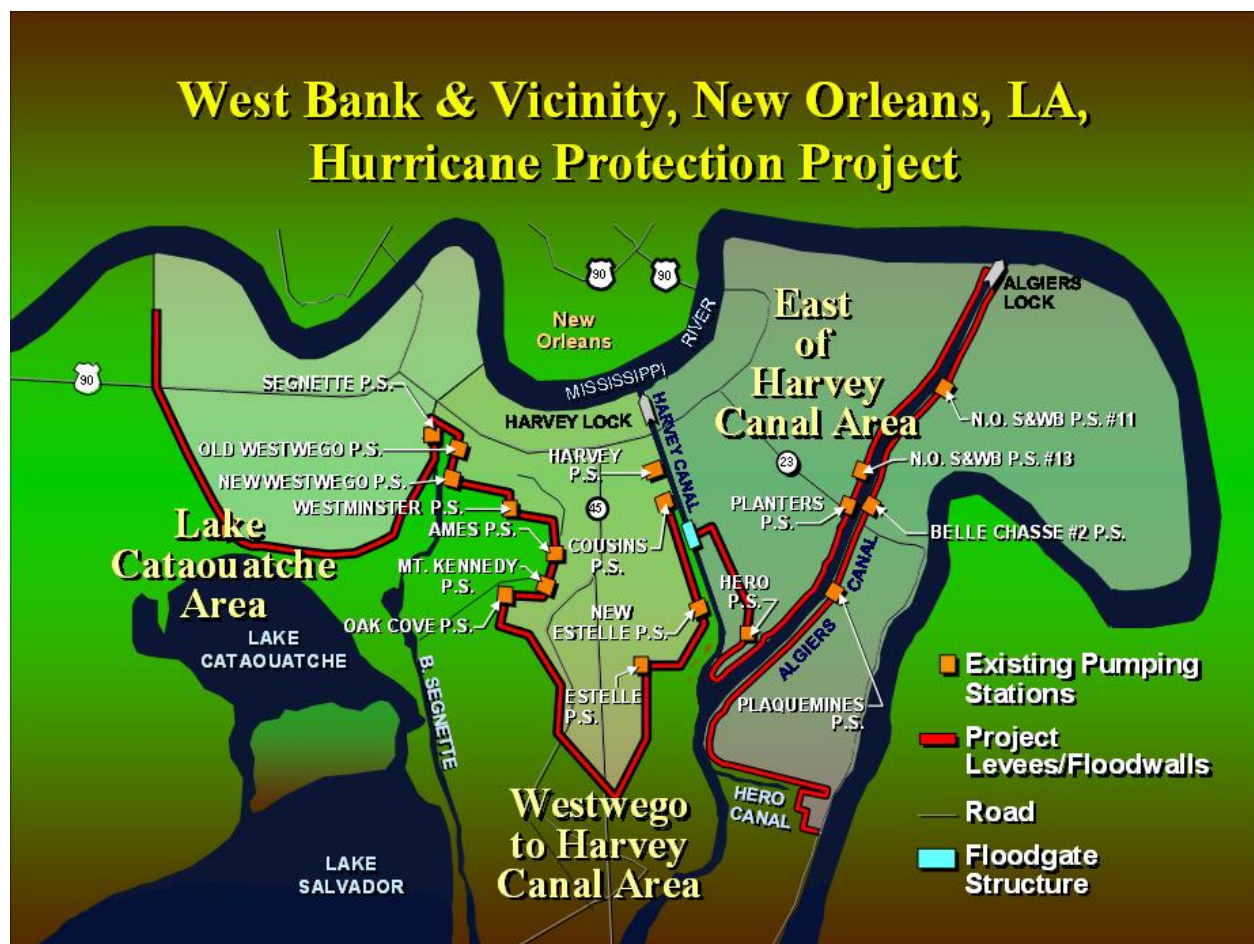 West Bank & Vicinity, New Orleans, LA,
Hurricane Protection Project
90
90
ALGIERS
LOCK
East
of
Harvey
Canal Area
New
Orleans
MISSISSIPPI
RIVER
90
SEGNETTE P.S.
HARVEY LOCK
HARVEY CANAL
N.O. S&WB P.S. #11
OLD WESTWEGO P.S.
HARVEY
P.S.
23
N.O. S&WB P.S. #13
NEW WESTWEGO P.S.
WESTMINSTER P.S.
45
PLANTERS
P.S.
BELLE CHASSE #2 P.S.
Lake
Cataouatche
Area
AMES P.S.
COUSINS
P.S.
MT. KENNEDY
P.S.
HERO
P.S.
ALGIERS
CANAL
OAK COVE P.S.
NEW
ESTELLE P.S.
LAKE
CATAOUATCHE
B. SEGNETTE
ESTELLE
P.S.
PLAQUEMINES
P.S.
Existing Pumping
Stations
Project
Levees/Floodwalls
HERO
CANAL
Westwego
to Harvey
Canal Area
Road
LAKE
SALVADOR
Floodgate
Structure